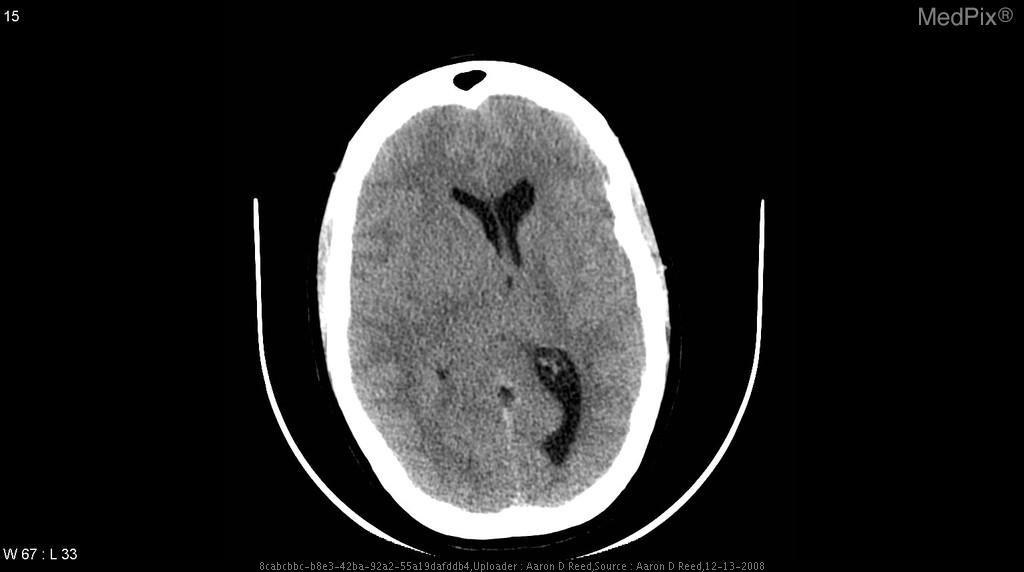 15
MedPix®
W 67 : L 33
8cabcbbc-b8e3-42ba-92a2-55a19dafddb4,Uploader : Aaron D Reed,Source : Aaron D Reed,12-13-2008